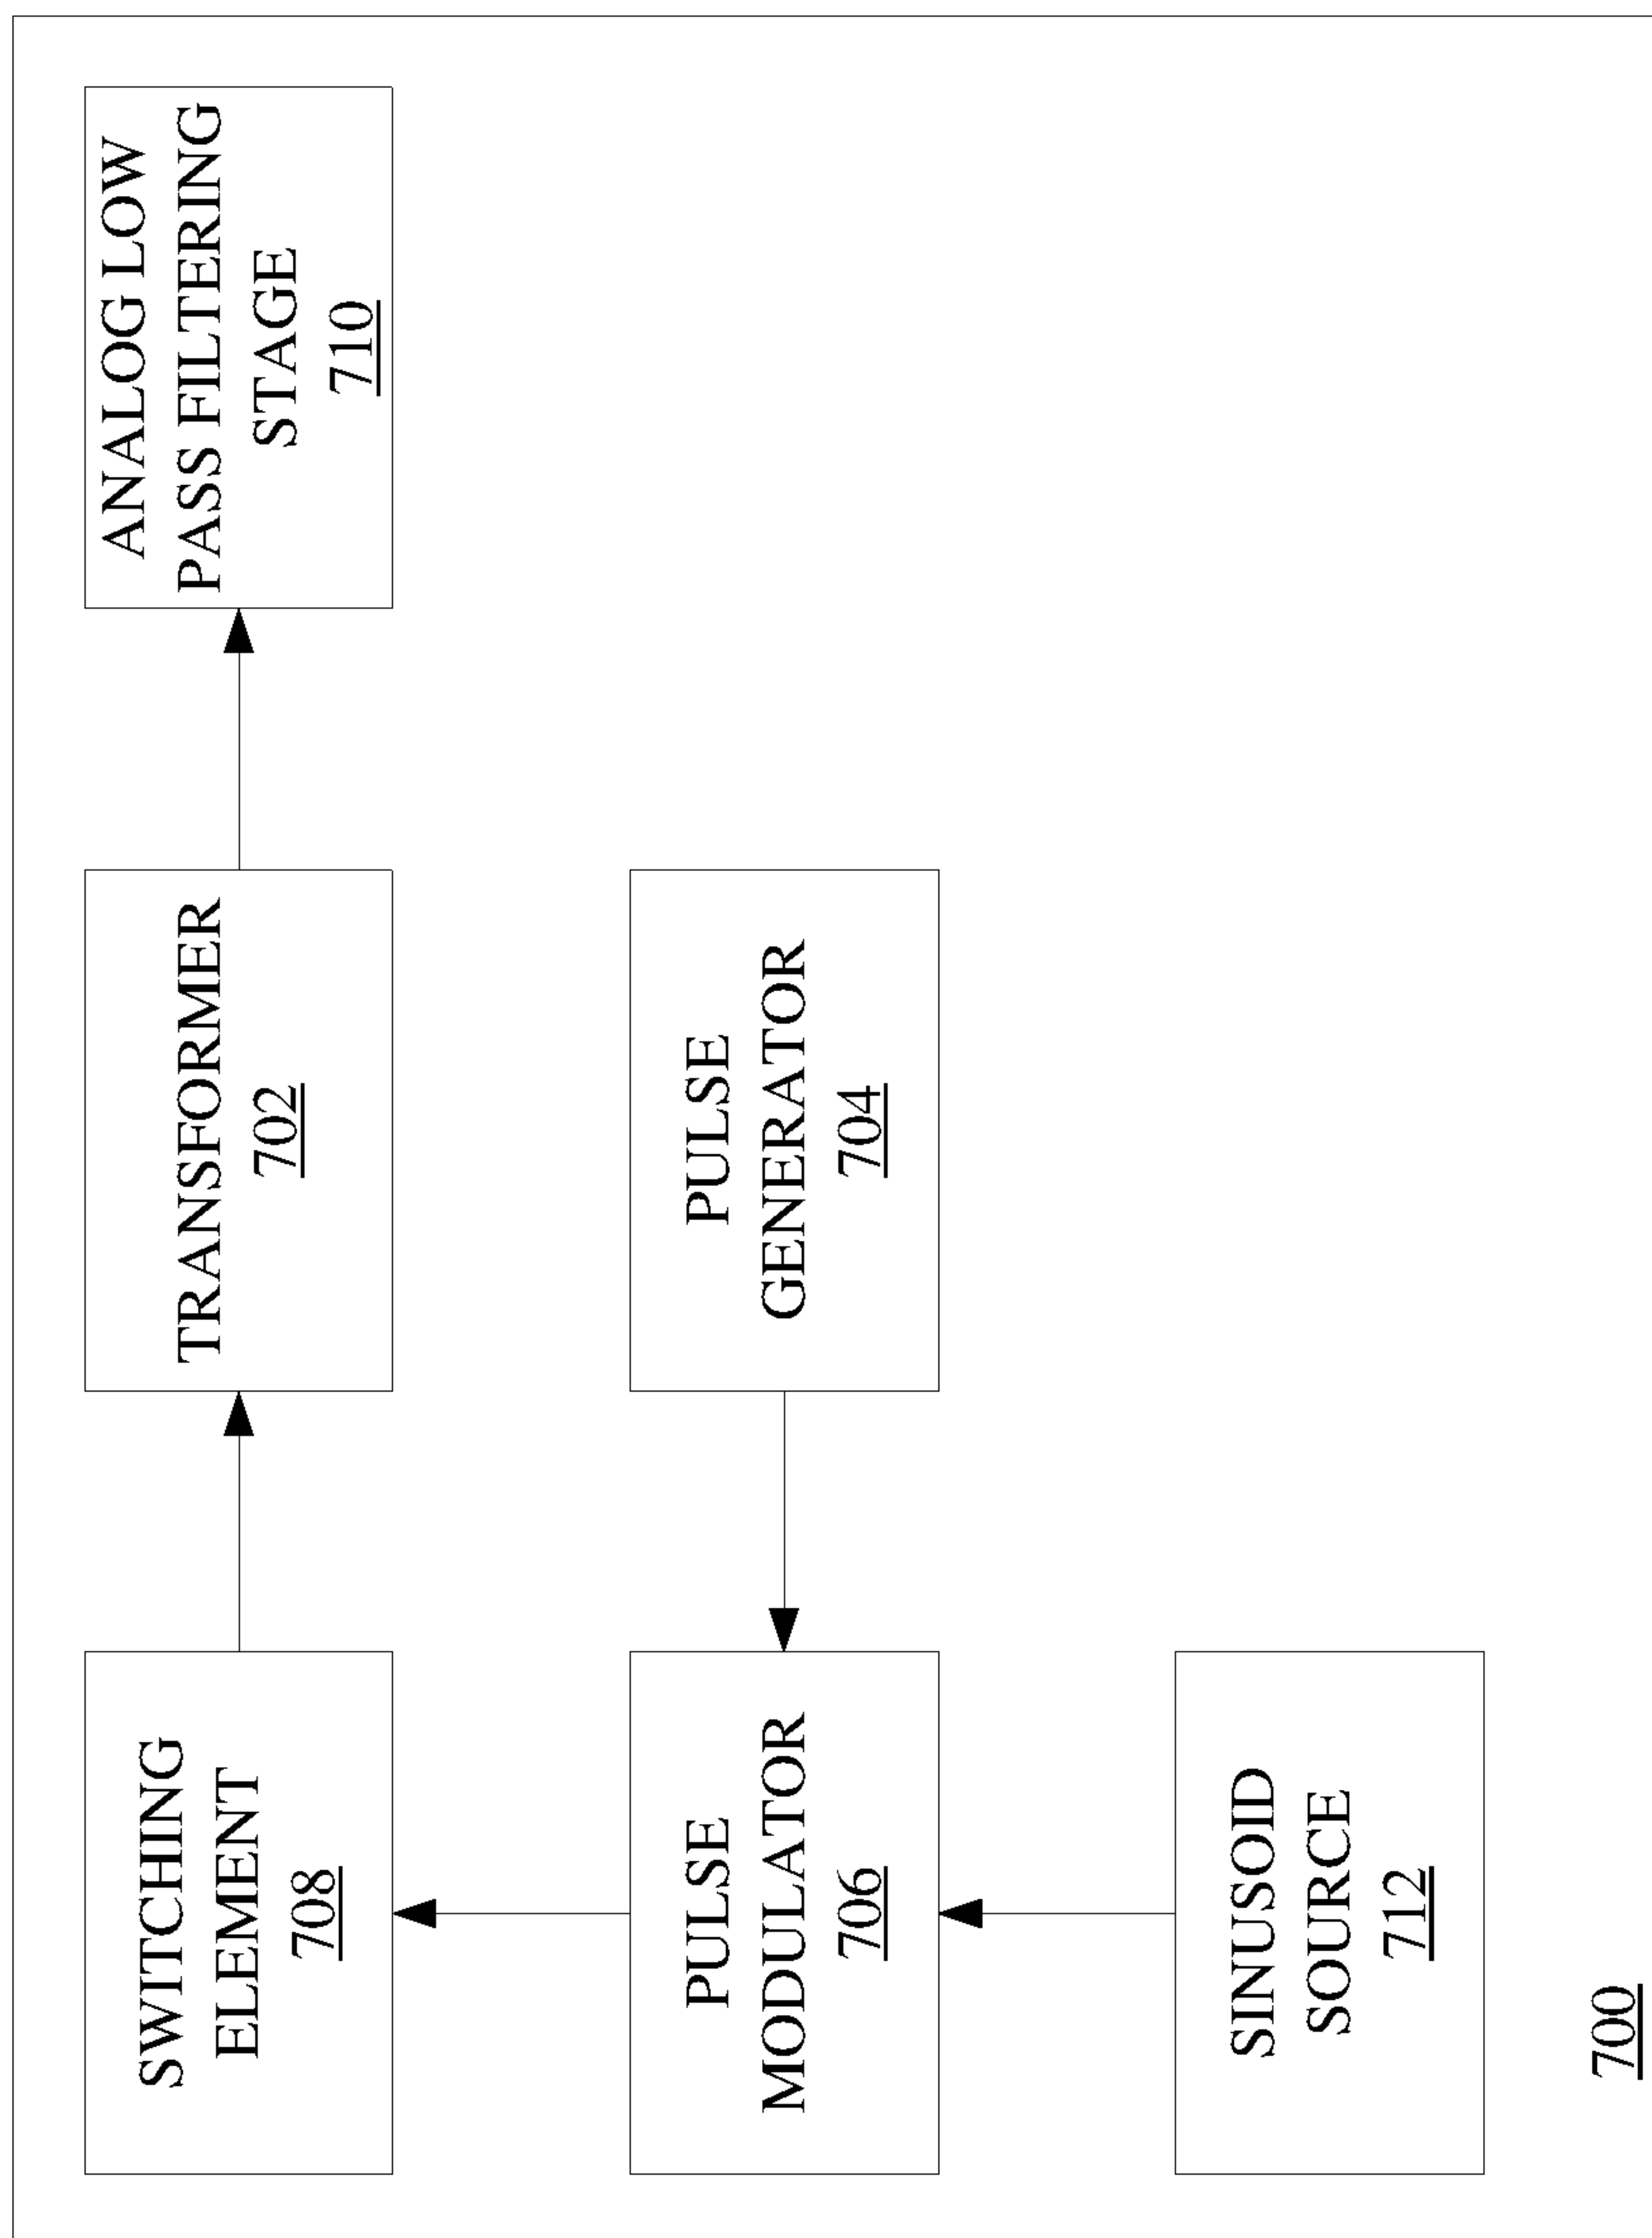 SWITCHING
ELEMENT
708
TRANSFORMER
702
ANALOG LOW
PASS FILTERING
STAGE
710
PULSE
MODULATOR
706
PULSE
GENERATOR
704
SINUSOID
SOURCE
712
700